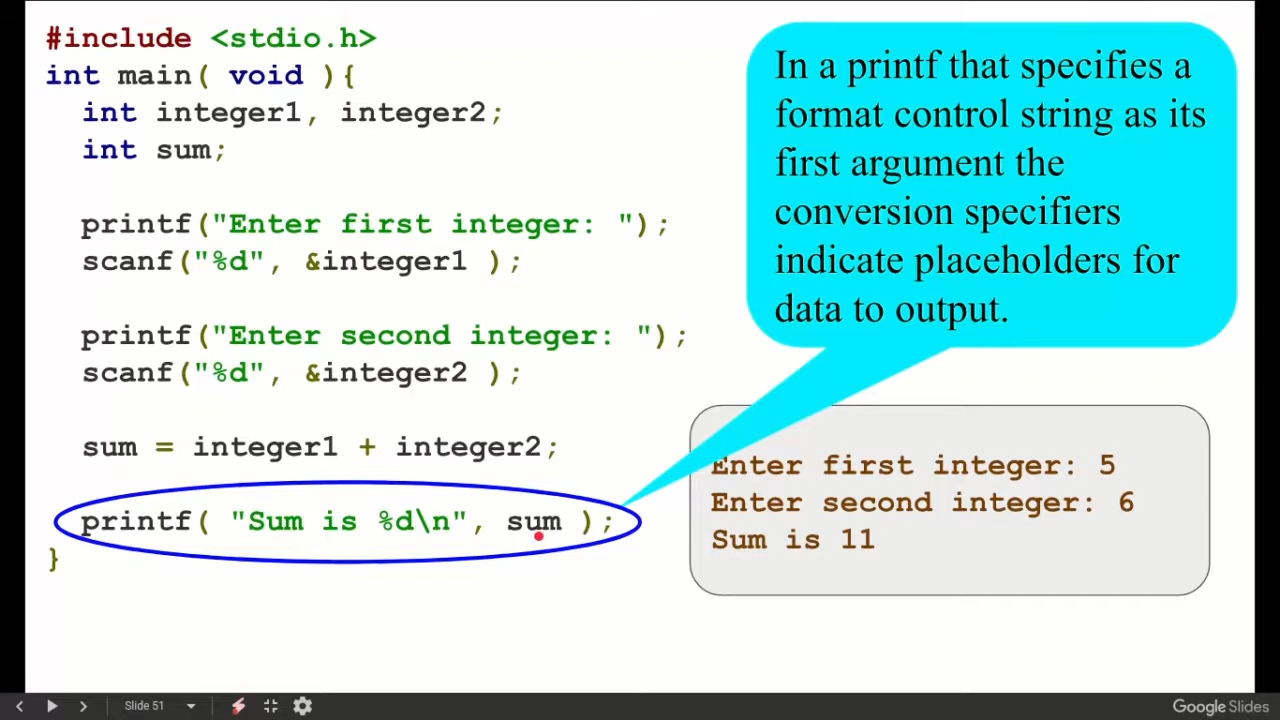 #include <stdio.h>
int main( void ){
int integer1, integer2;
int sum;
printf("Enter first integer: ");
scanf("%d", &integer1 );
printf("Enter second integer: ");
scanf("%d", &integer2 );
sum = integer1 + integer2;
printf( "Sum is %d\n", sum );
}
In a printf that specifies a
format control string as its
first argument the
conversion specifiers
indicate placeholders for
data to output.
Enter first integer: 5
Enter second integer: 6
Sum is 11
Slide 51
Google Slides